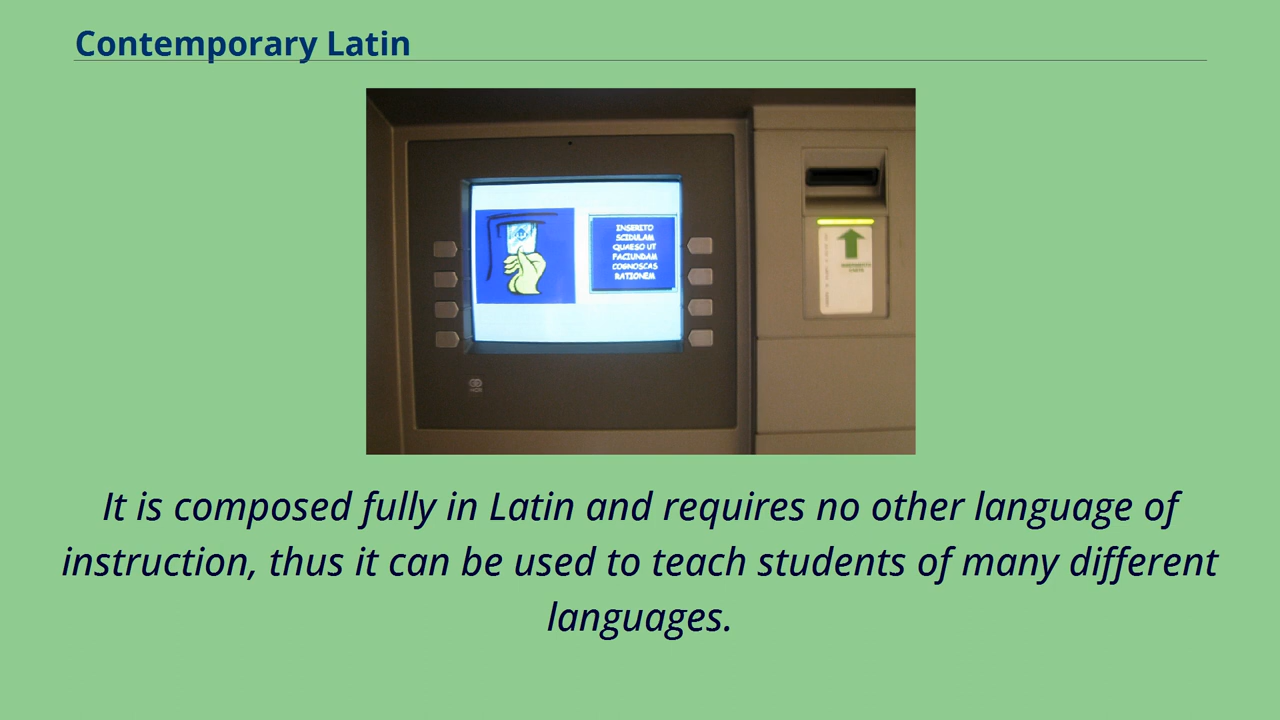 Contemporary Latin
INSERITO
SCIDULAM
QUAESO UT
FACIUNDAM
COGNOSCAS
RATIONEM
It is composed fully in Latin and requires no other language of
instruction, thus it can be used to teach students of many different
languages.